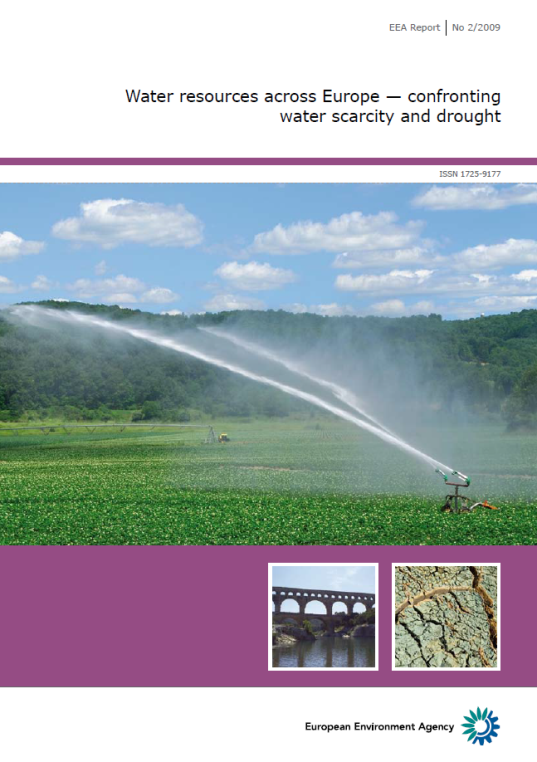 EEA Report | No 2/2009
Water resources across Europe — confronting
water scarcity and drought
ISSN 1725-9177
European Environment Agency